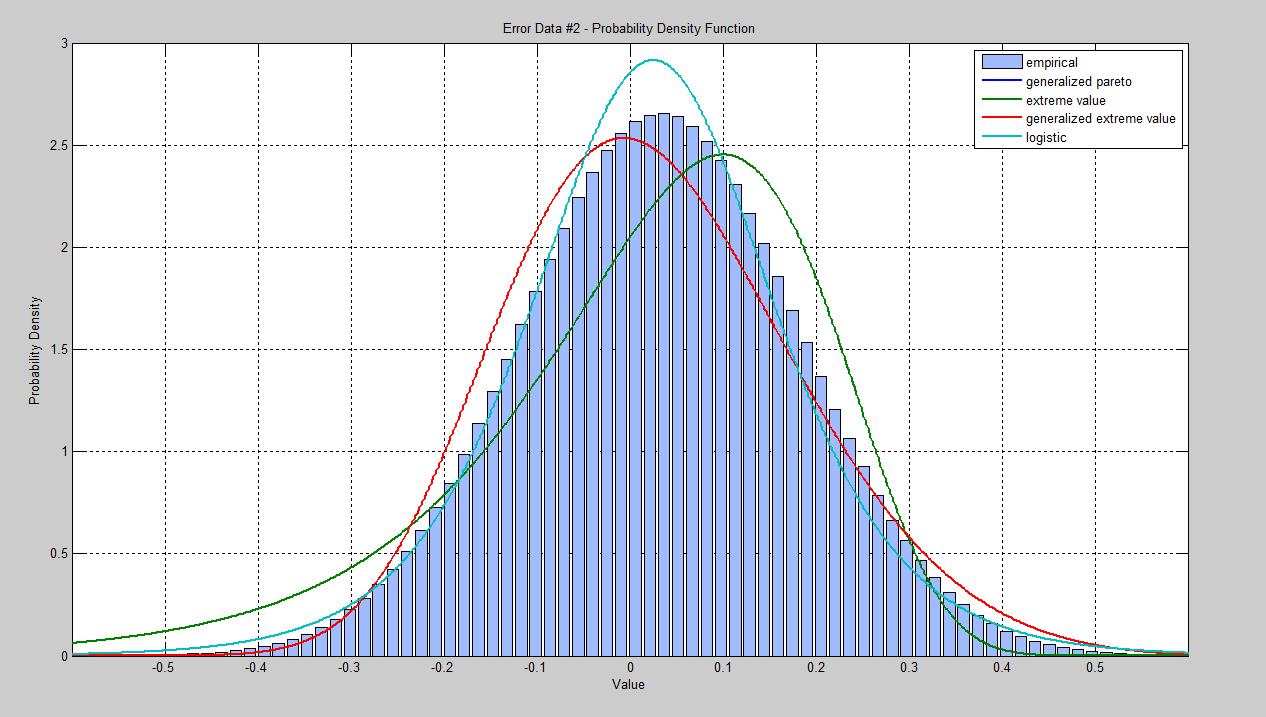 Error Data #2 - Probability Density Function
empirical
generalized pareto
extreme value
generalized extreme value
logistic
Probability Density
3
2.5
2
1.5
1
0.5
0
-0.5 -0.4 -0.3 -0.2 -0.1 0 0.1 0.2 0.3 0.4 0.5
Value